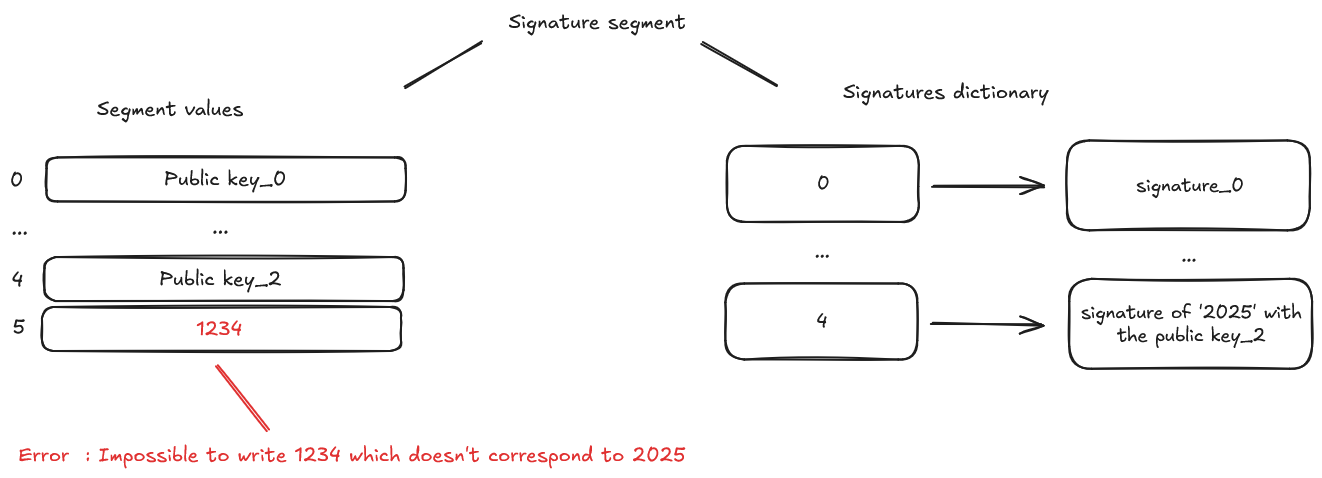 Signature segment
Segment values
Signatures dictionary
0
Public key_0
0
signature_0
...
...
...
...
4
Public key_2
4
signature of '2025' with
the public key_2
5
1234
Error : Impossible to write 1234 which doesn't correspond to 2025